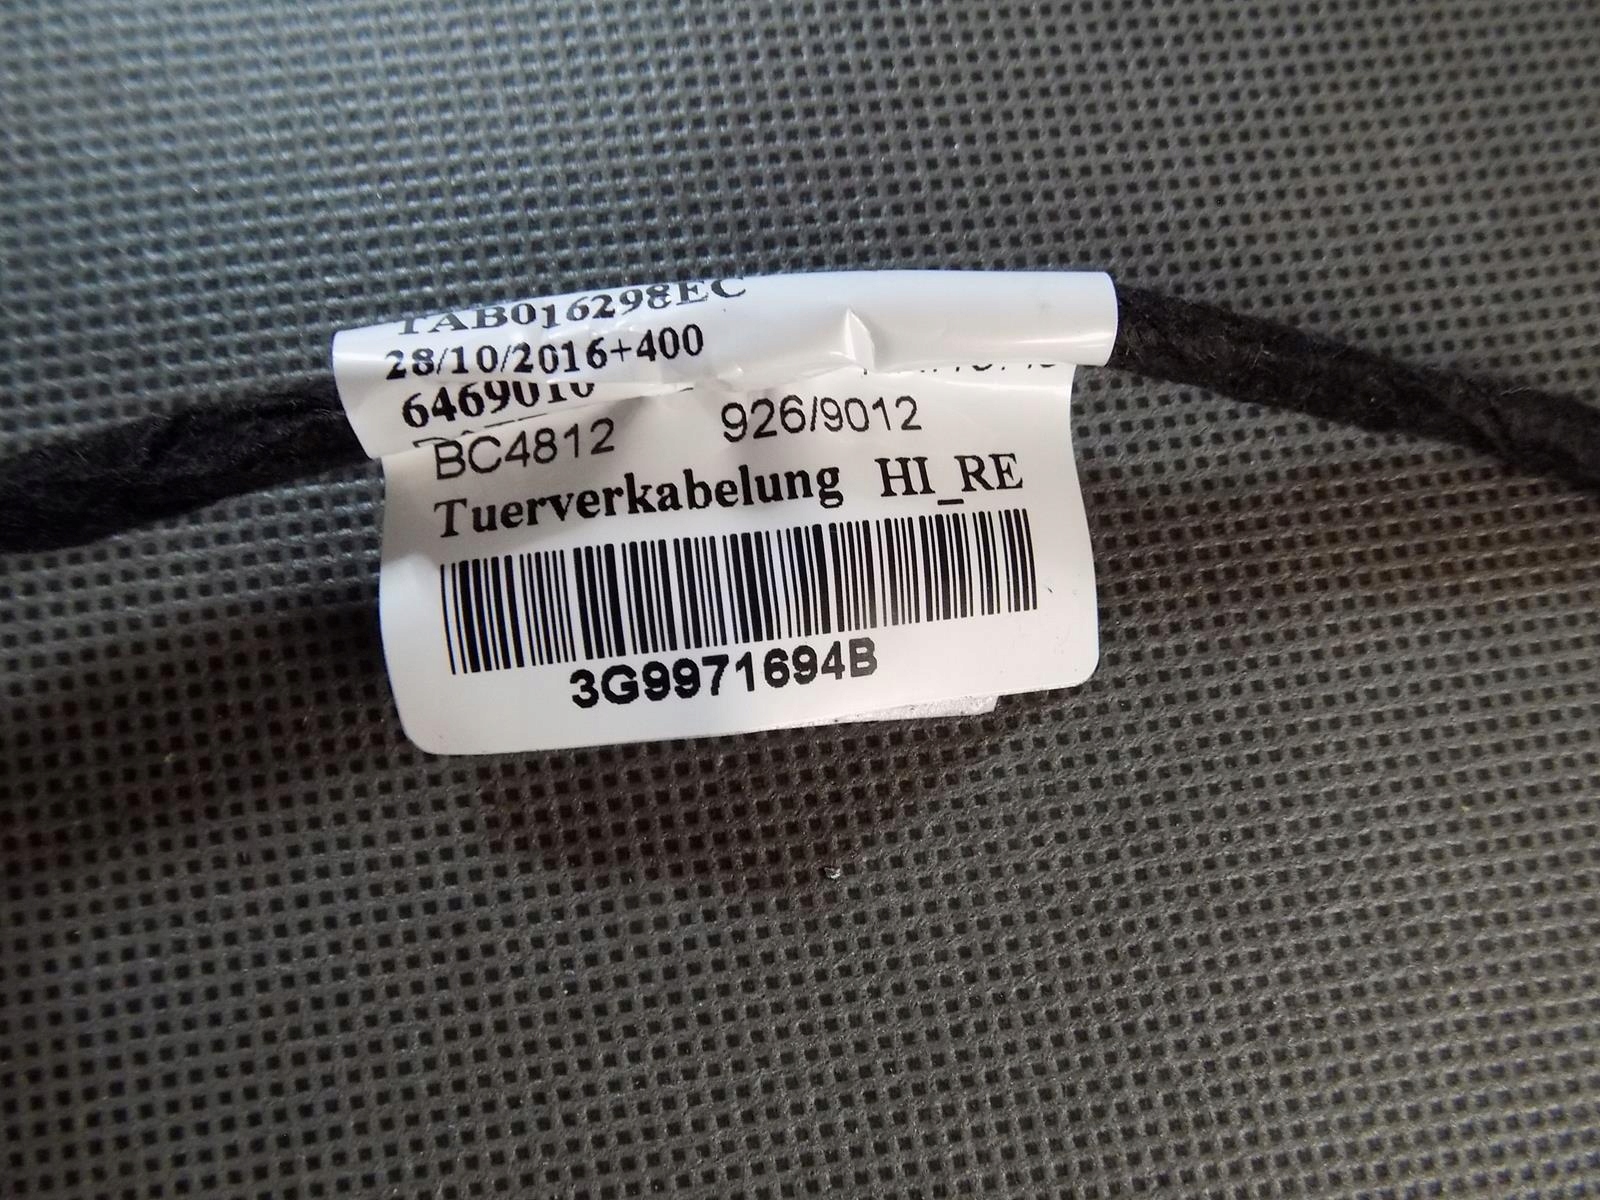 TAB016298EC
28/10/2016+400
6469010
BC4812 926/9012
Tuerverkabelung HI_RE
3G9971694B